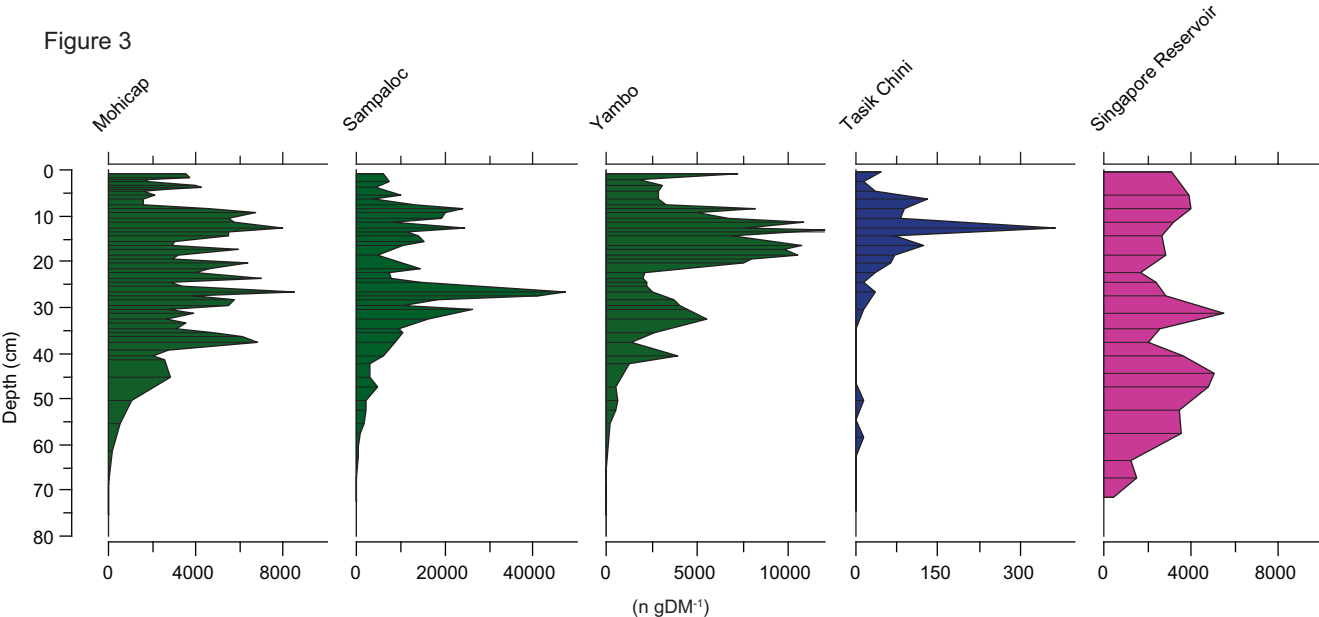 Figure 3
Mohicap
Sampaloc
Yambo
Tasik Chini
Singapore Reservoir
Depth (cm)
0
10
20
30
40
50
60
70
80
0 4000 8000
0 20000 40000
0 5000 10000
0 150 300
0 4000 8000
(n gDM⁻¹)